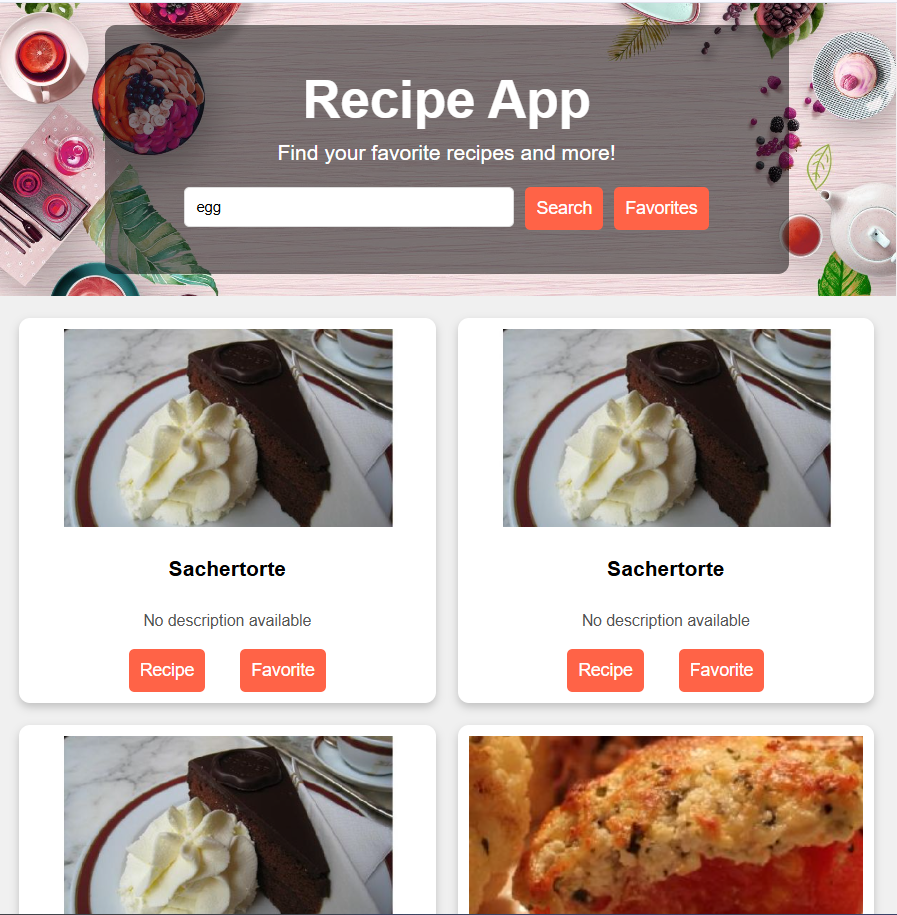 Recipe App
Find your favorite recipes and more!
egg Search Favorites
Sachertorte Sachertorte
No description available No description available
Recipe Favorite Recipe Favorite